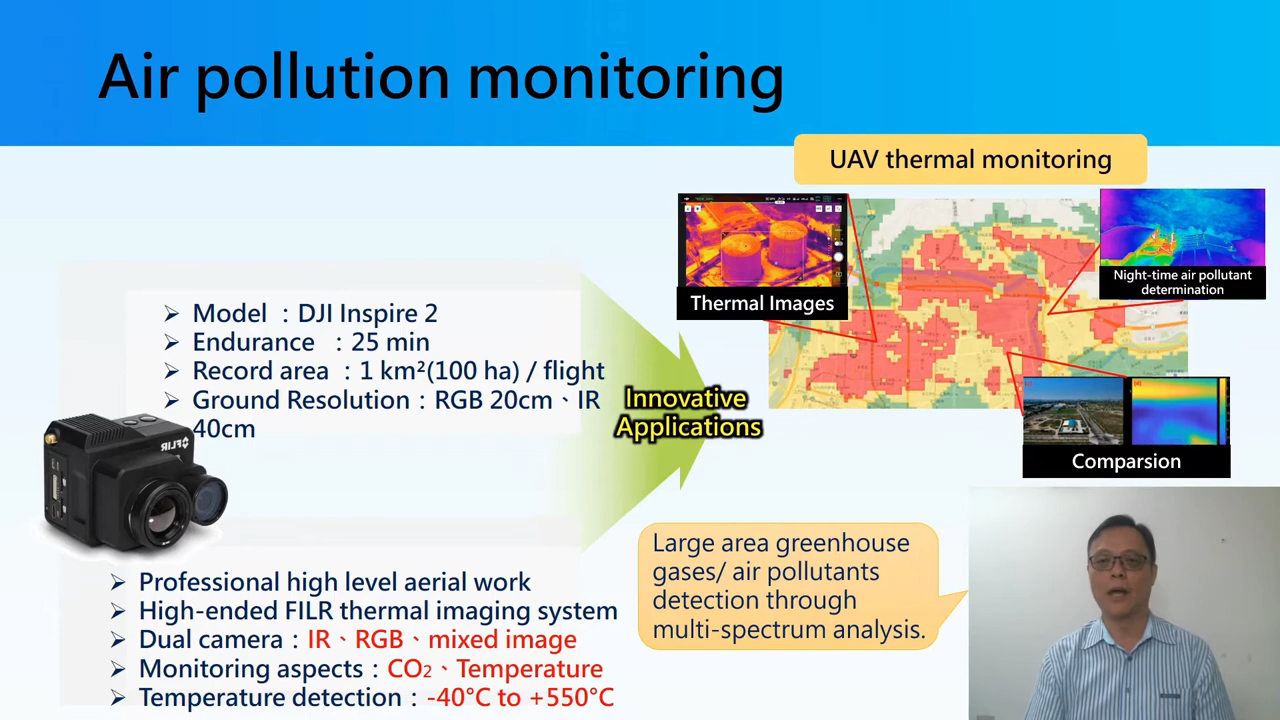 Air pollution monitoring
UAV thermal monitoring
Thermal Images
Night-time air pollutant
determination
➢ Model ：DJI Inspire 2
➢ Endurance ：25 min
➢ Record area ：1 km²(100 ha) / flight
➢ Ground Resolution：RGB 20cm、IR
40cm
FLIR
Innovative
Applications
Comparsion
➢ Professional high level aerial work
➢ High-ended FILR thermal imaging system
➢ Dual camera：IR、RGB、mixed image
➢ Monitoring aspects：CO₂、Temperature
➢ Temperature detection：-40°C to +550°C
Large area greenhouse
gases/ air pollutants
detection through
multi-spectrum analysis.